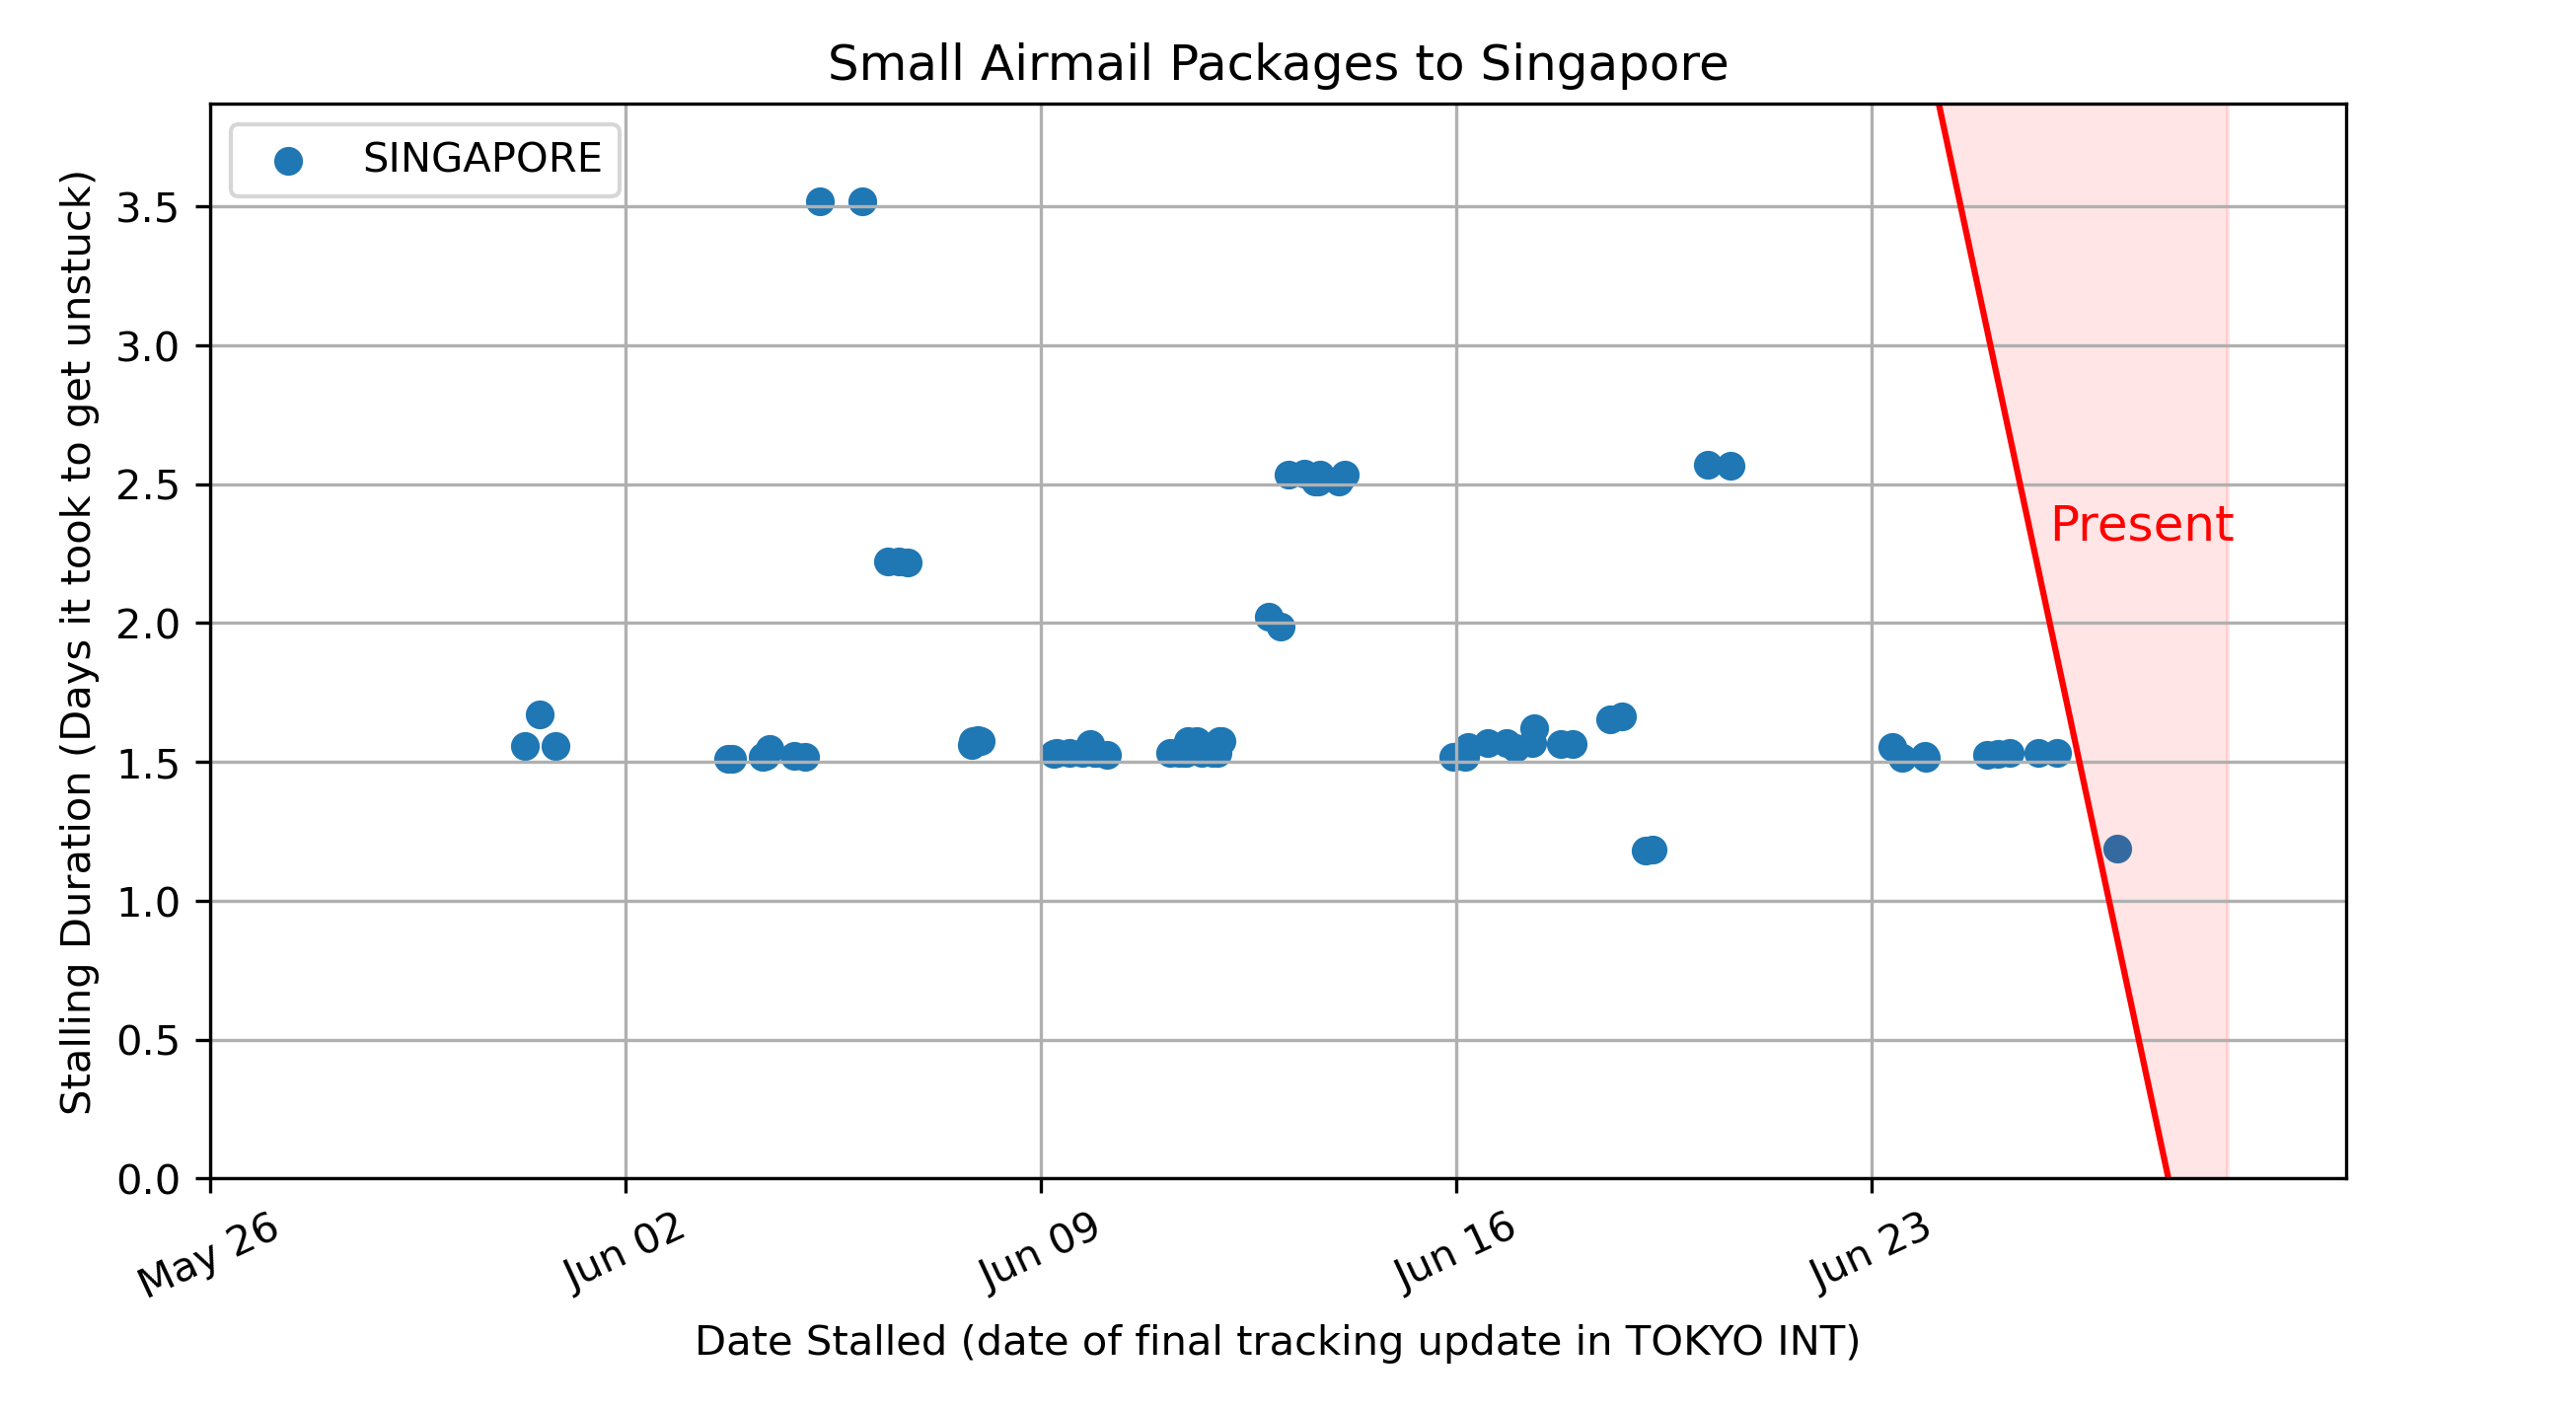 Small Airmail Packages to Singapore
SINGAPORE
Stalling Duration (Days it took to get unstuck)
3.5
3.0
2.5
2.0
1.5
1.0
0.5
0.0
Present
May 26
Jun 02
Jun 09
Jun 16
Jun 23
Date Stalled (date of final tracking update in TOKYO INT)